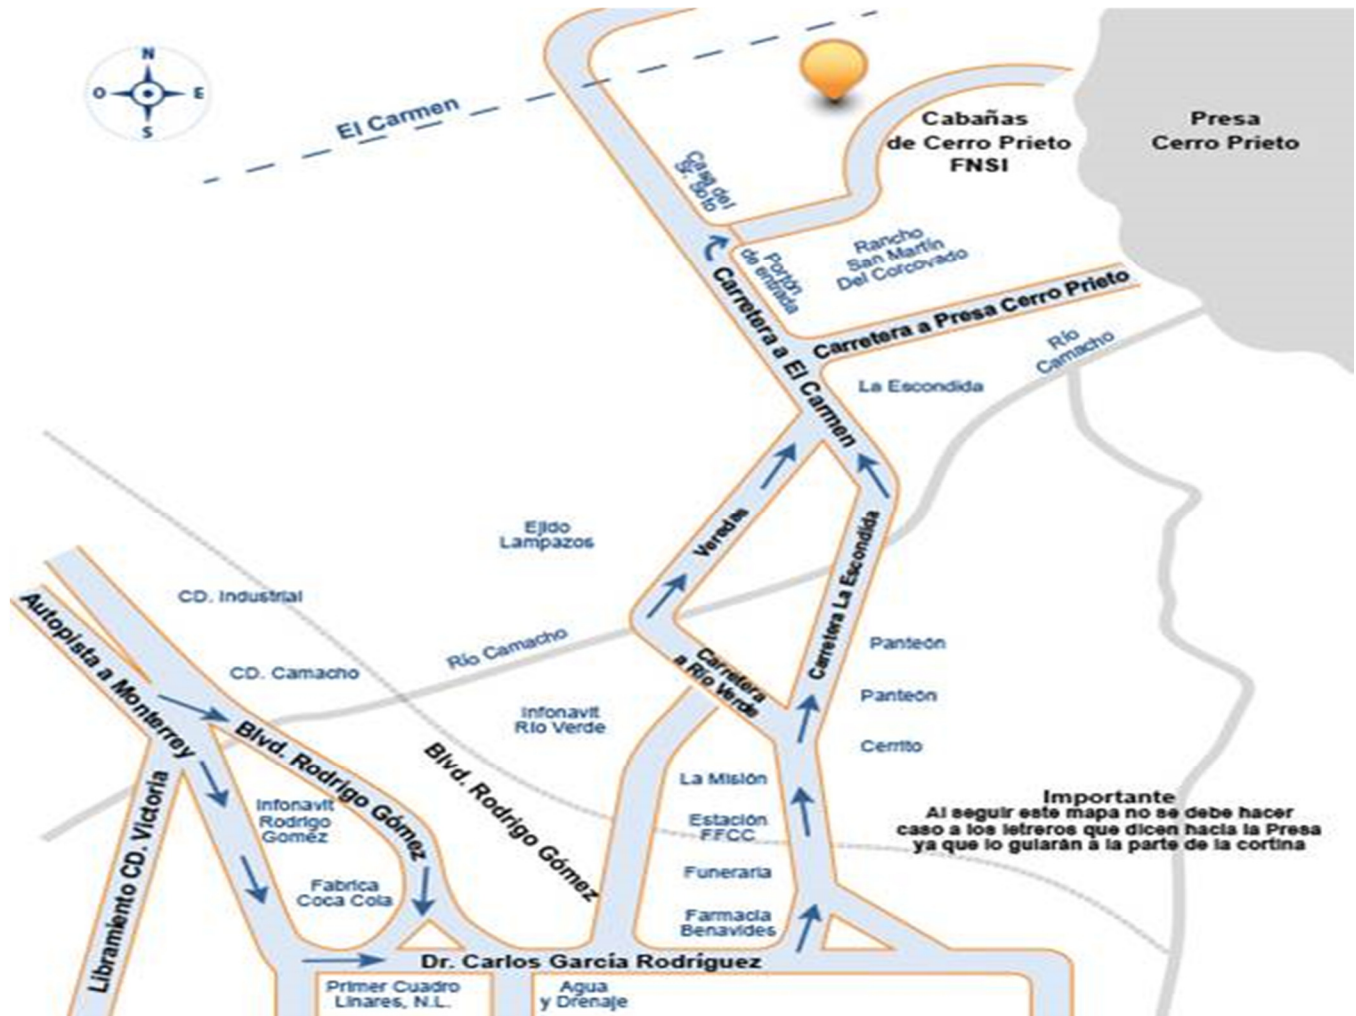 N
O
E
S
El Carmen
Cabañas
de Cerro Prieto
FNSI
Presa
Cerro Prieto
Casa del
Sr. Soto
Rancho
San Martín
Del Corcovado
Portón
de entrada
Carretera a El Carmen
Carretera a Presa Cerro Prieto
Río
Camacho
La Escondida
Ejido
Lampazos
Veredas
Carretera La Escondida
CD. Industrial
Autopista a Monterrey
Río Camacho
CD. Camacho
Carretera
a Río Verde
Panteón
Panteón
Cerrito
Infonavit
Río Verde
Blvd. Rodrigo Gómez
Blvd. Rodrigo Gómez
La Misión
Estación
FFCC
Funeraria
Farmacia
Benavides
Importante
Al seguir este mapa no se debe hacer
caso a los letreros que dicen hacia la Presa
ya que lo guiarán a la parte de la cortina
Libramiento CD. Victoria
Infonavit
Rodrigo
Goméz
Fabrica
Coca Cola
Dr. Carlos García Rodríguez
Primer Cuadro
Linares, N.L.
Agua
y Drenaje